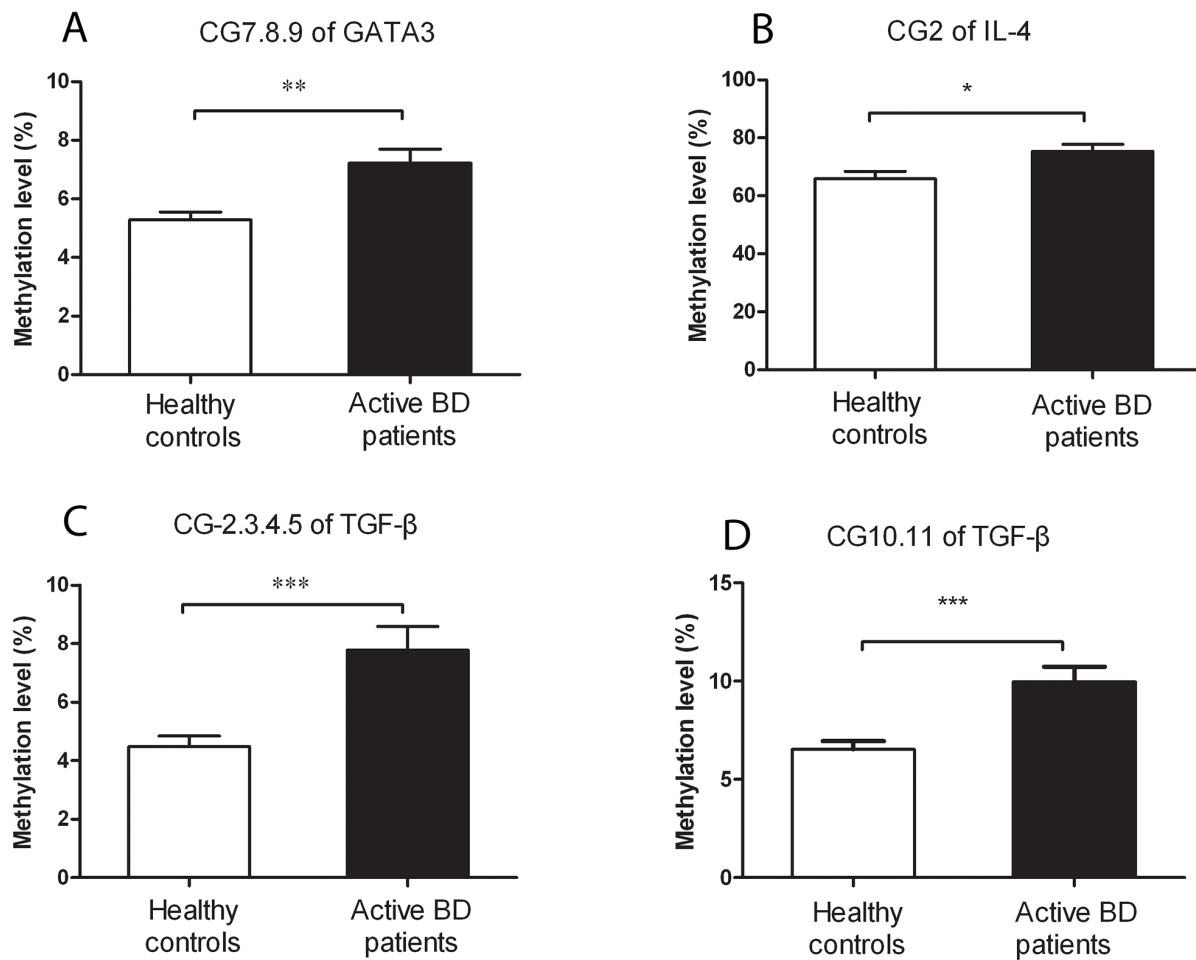 A
CG7.8.9 of GATA3
**
Methylation level (%)
10
8
6
4
2
0
Healthy
controls
Active BD
patients
B
CG2 of IL-4
*
Methylation level (%)
100
80
60
40
20
0
Healthy
controls
Active BD
patients
C
CG-2.3.4.5 of TGF-β
***
Methylation level (%)
10
8
6
4
2
0
Healthy
controls
Active BD
patients
D
CG10.11 of TGF-β
***
Methylation level (%)
15
10
5
0
Healthy
controls
Active BD
patients